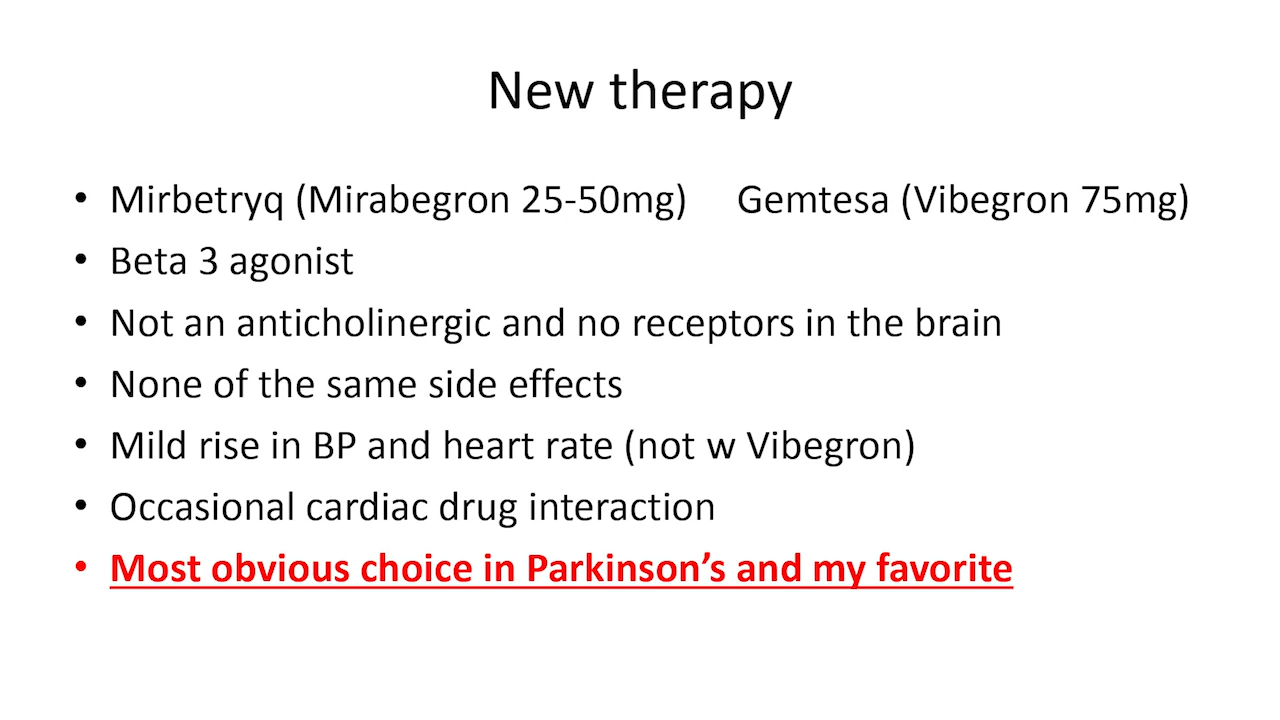 New therapy
• Mirbetryq (Mirabegron 25-50mg) Gemtesa (Vibegron 75mg)
• Beta 3 agonist
• Not an anticholinergic and no receptors in the brain
• None of the same side effects
• Mild rise in BP and heart rate (not w Vibegron)
• Occasional cardiac drug interaction
• Most obvious choice in Parkinson’s and my favorite